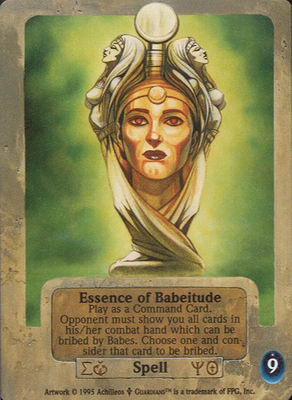 Essence of Babeitude
Play as a Command Card.
Opponent must show you all cards in
his/her combat hand which can be
bribed by Babes. Choose one and con-
sider that card to be bribed.
Spell
9
Artwork © 1995 Achilleos Guardians™ is a trademark of FPG, Inc.